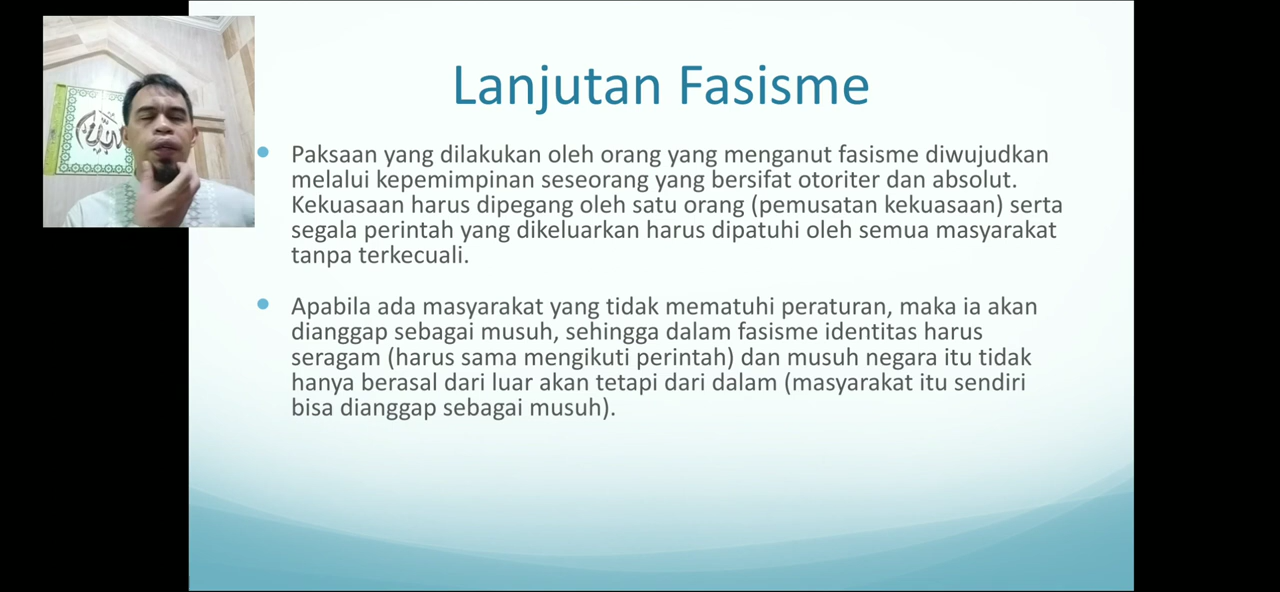 Lanjutan Fasisme
Paksaan yang dilakukan oleh orang yang menganut fasisme diwujudkan
melalui kepemimpinan seseorang yang bersifat otoriter dan absolut.
Kekuasaan harus dipegang oleh satu orang (pemusatan kekuasaan) serta
segala perintah yang dikeluarkan harus dipatuhi oleh semua masyarakat
tanpa terkecuali.
Apabila ada masyarakat yang tidak mematuhi peraturan, maka ia akan
dianggap sebagai musuh, sehingga dalam fasisme identitas harus
seragam (harus sama mengikuti perintah) dan musuh negara itu tidak
hanya berasal dari luar akan tetapi dari dalam (masyarakat itu sendiri
bisa dianggap sebagai musuh).